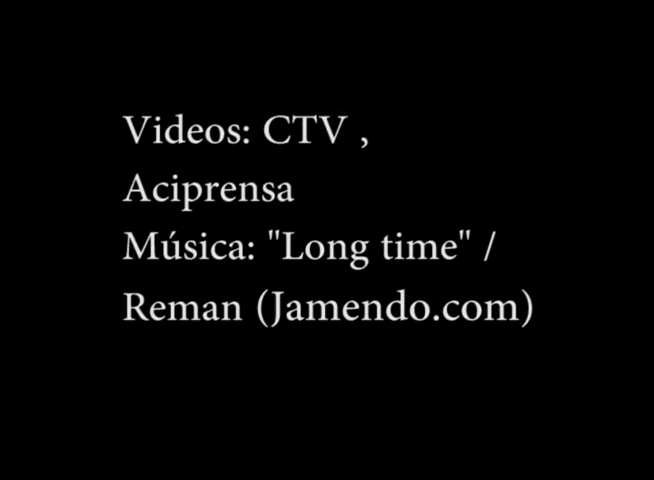 Videos: CTV ,
Aciprensa
Música: "Long time" /
Reman (Jamendo.com)